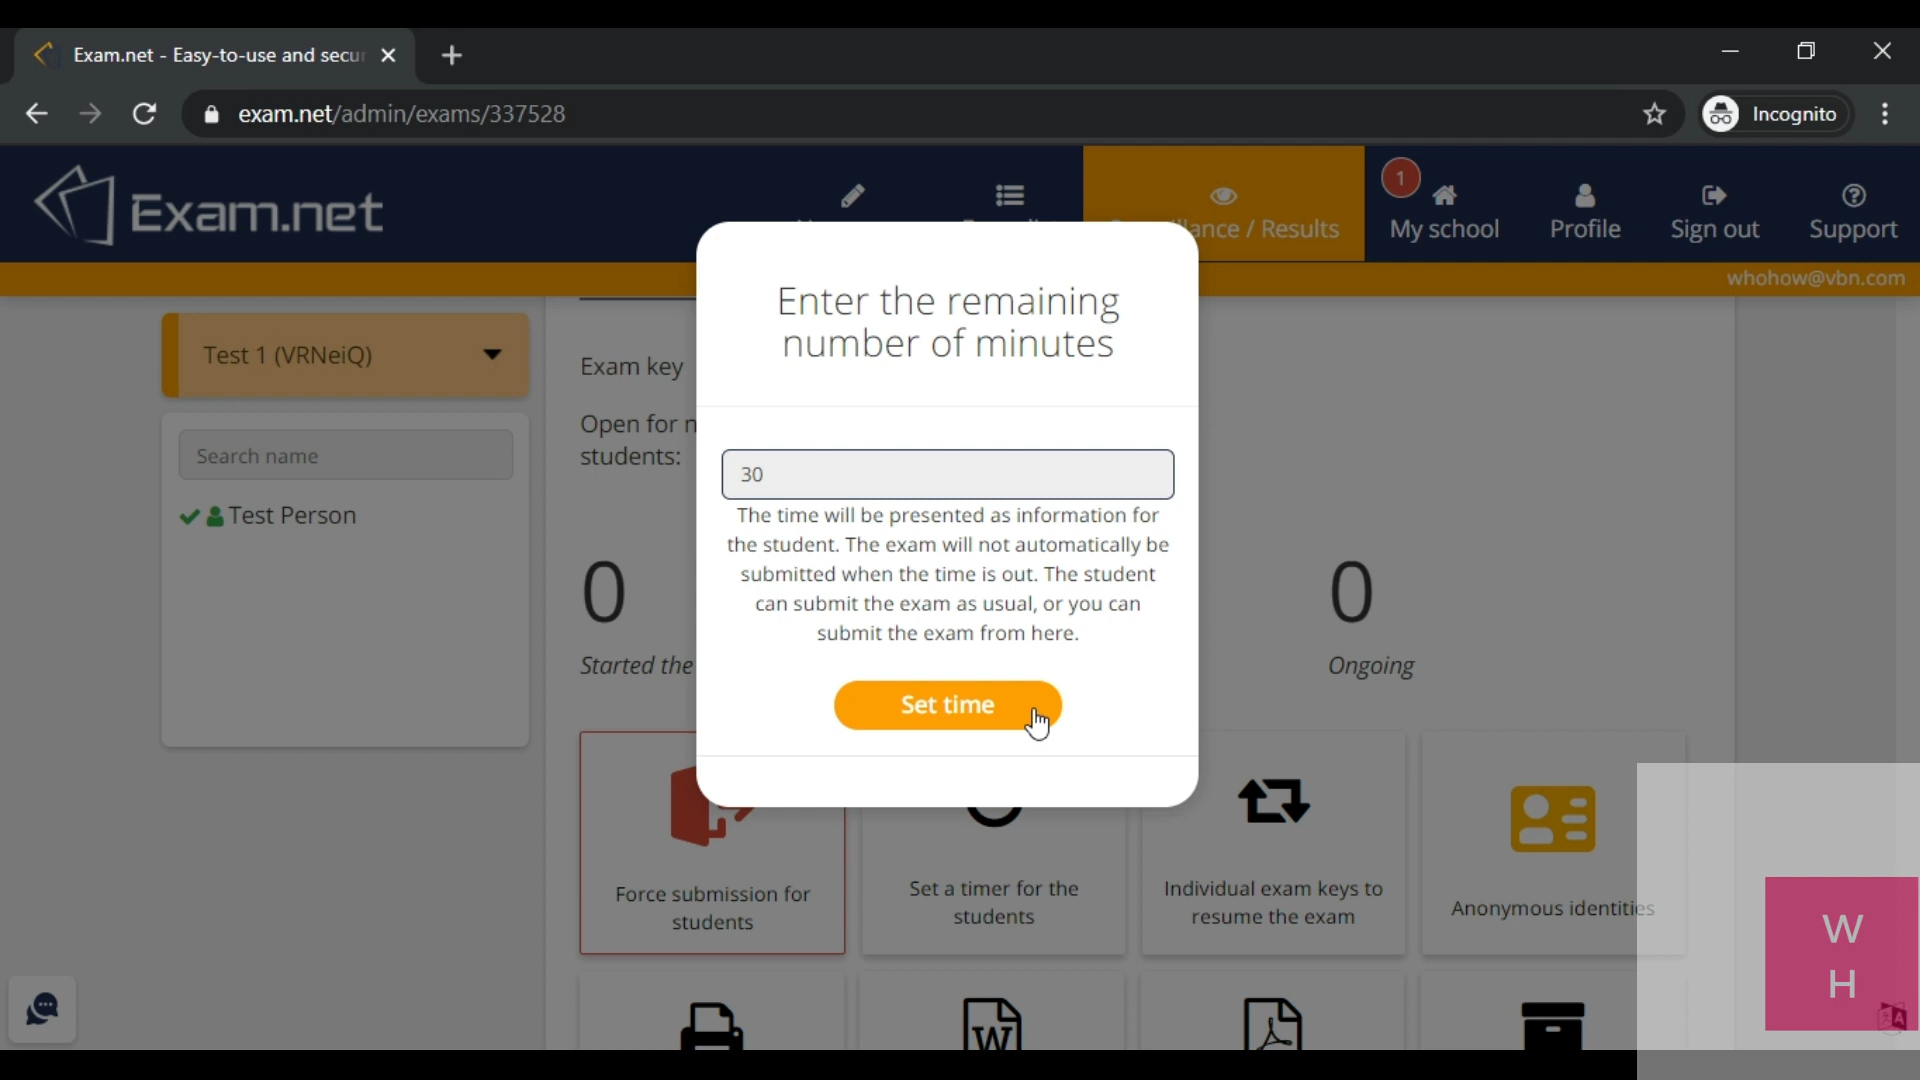 Exam.net - Easy-to-use and secu
exam.net/admin/exams/337528
Incognito
Exam.net
/ Results
1
My school
Profile
Sign out
Support
whohow@vbn.com
Test 1 (VRNeiQ)
Search name
Test Person
Exam key
Open for
students:
0
Started the
0
Ongoing
Enter the remaining
number of minutes
30
The time will be presented as information for
the student. The exam will not automatically be
submitted when the time is out. The student
can submit the exam as usual, or you can
submit the exam from here.
Set time
Force submission for
students
Set a timer for the
students
Individual exam keys to
resume the exam
Anonymous identities
W
W
H